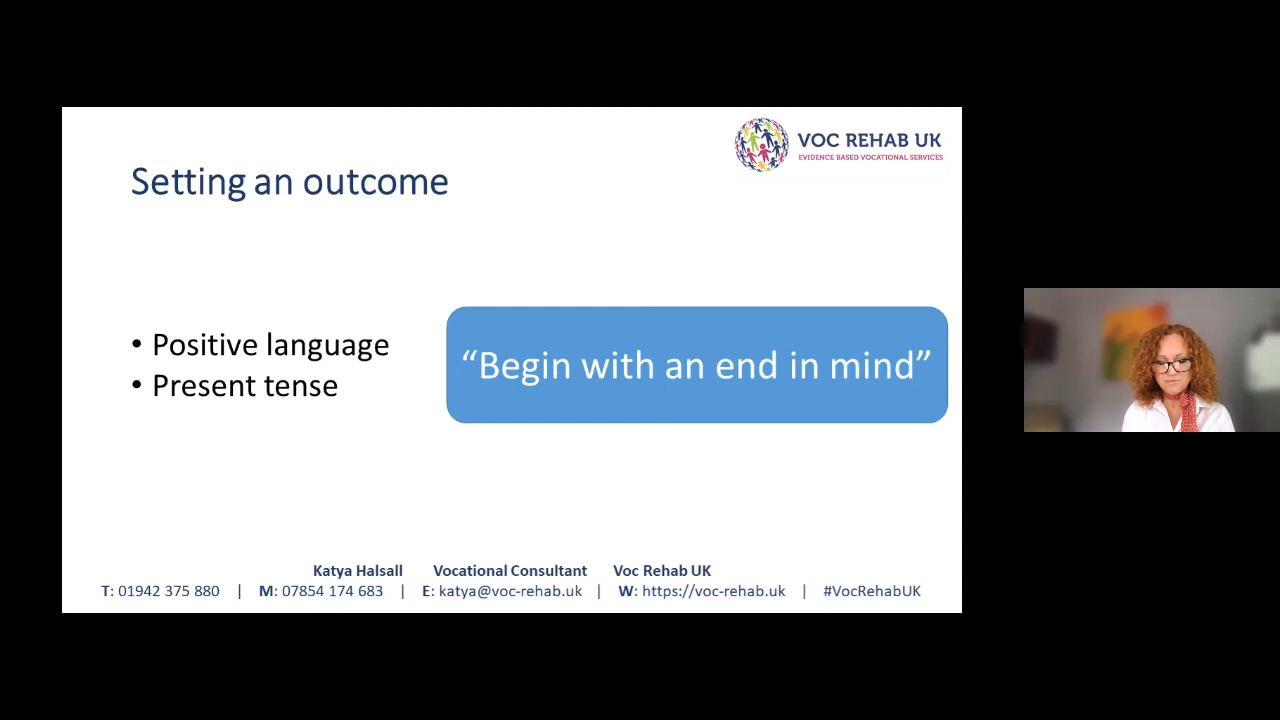 VOC REHAB UK
EVIDENCE BASED VOCATIONAL SERVICES
Setting an outcome
• Positive language
• Present tense
“Begin with an end in mind”
Katya Halsall Vocational Consultant Voc Rehab UK
T: 01942 375 880 | M: 07854 174 683 | E: katya@voc-rehab.uk | W: https://voc-rehab.uk | #VocRehabUK